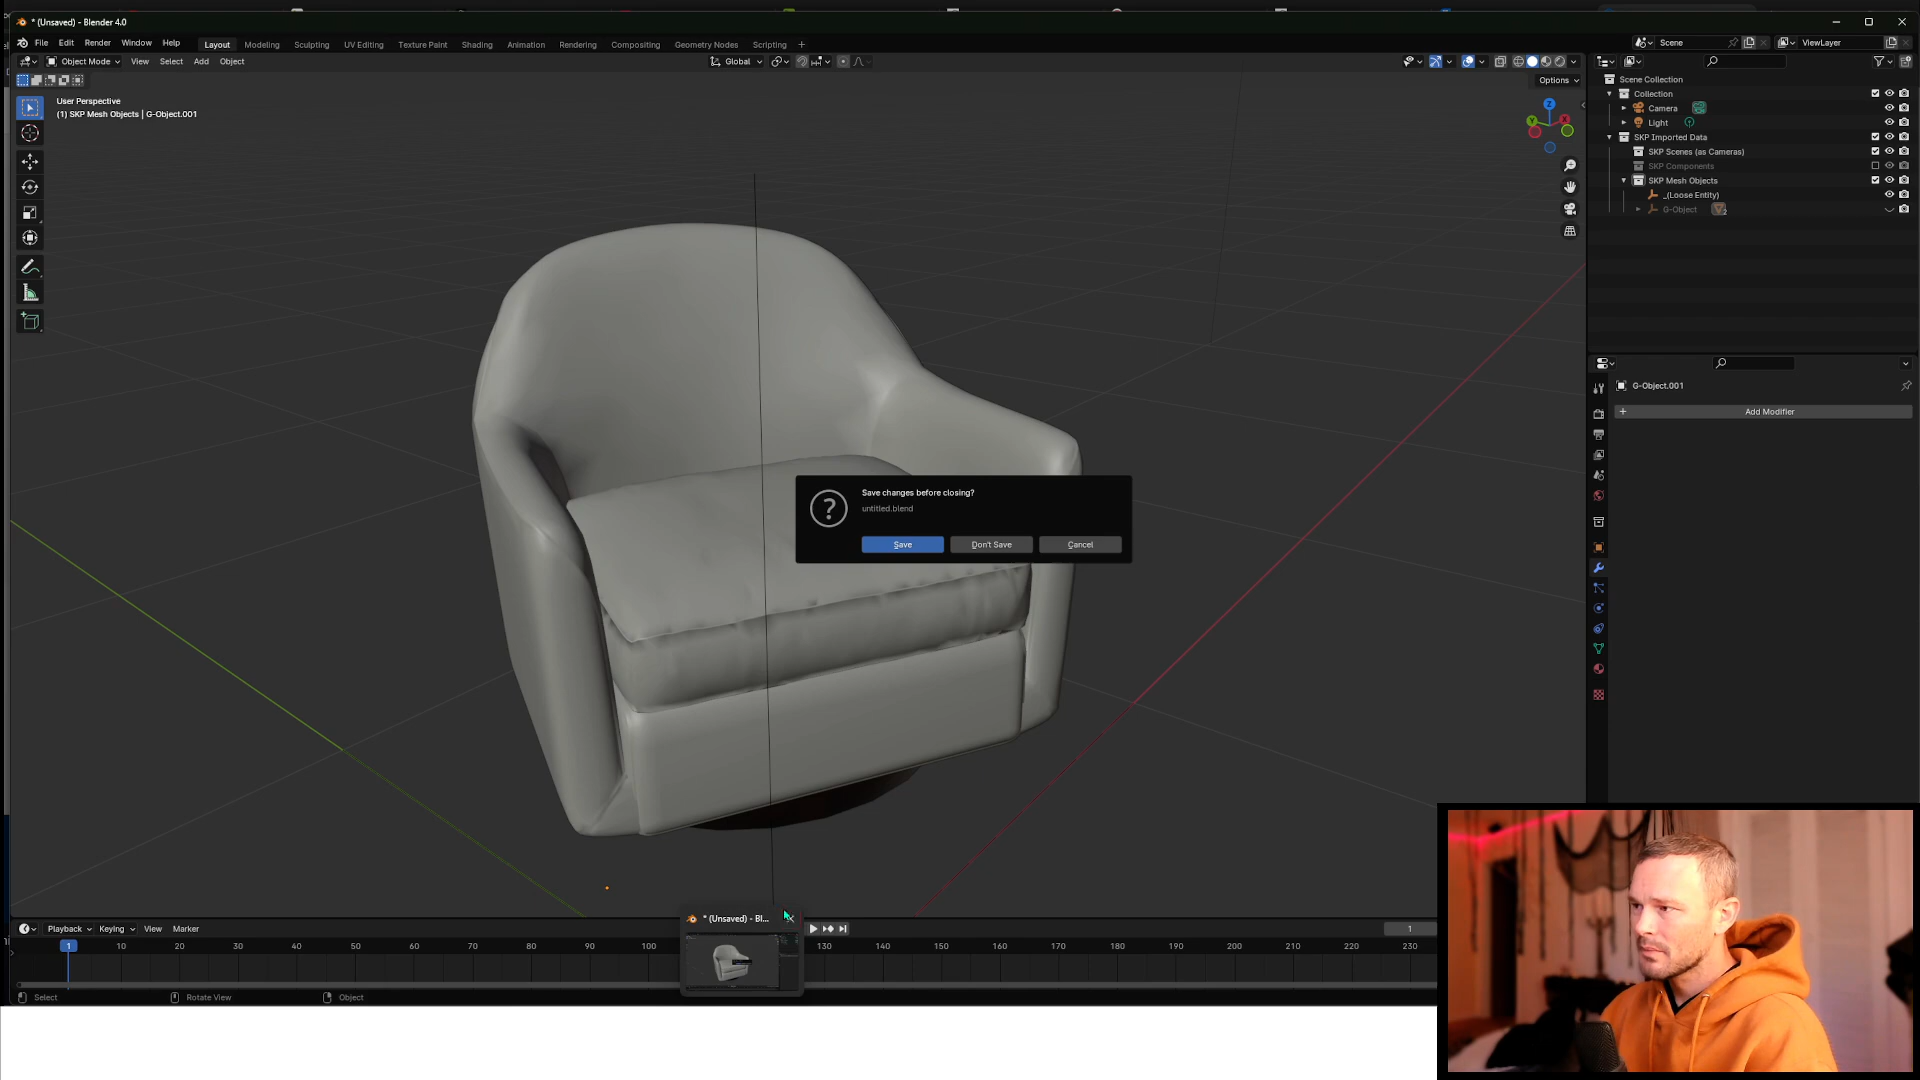 * (Unsaved) - Blender 4.0
File Edit Render Window Help
Layout Modeling Sculpting UV Editing Texture Paint Shading Animation Rendering Compositing Geometry Nodes Scripting +
Scene
ViewLayer
Object Mode View Select Add Object
Global
Options
User Perspective
(1) SKP Mesh Objects | G-Object.001
Z
Y
X
Scene Collection
Collection
Camera
Light
SKP Imported Data
SKP Scenes (as Cameras)
SKP Components
SKP Mesh Objects
_(Loose Entity)
G-Object
2
G-Object.001
+ Add Modifier
?
Save changes before closing?
untitled.blend
Save Don't Save Cancel
* (Unsaved) - Bl...
Playback Keying View Marker
1
1 10 20 30 40 50 60 70 80 90 100 130 140 150 160 170 180 190 200 210 220 230
Select Rotate View Object